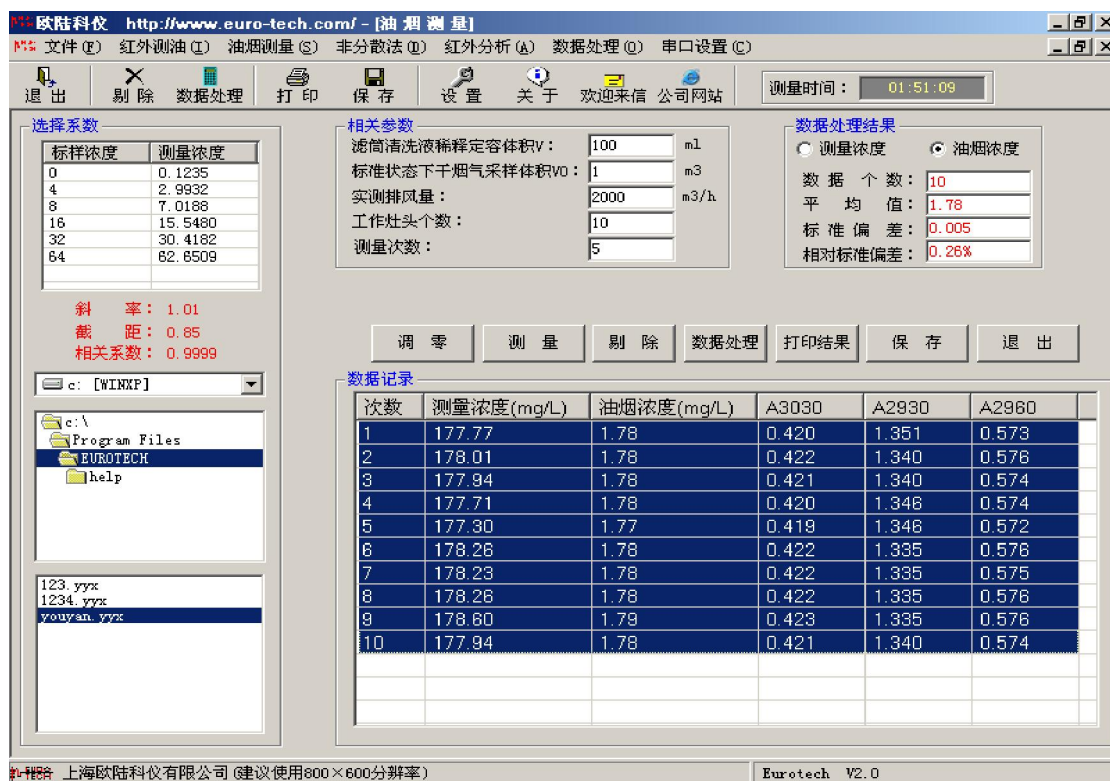 欧陆科仪 http://www.euro-tech.com/ - [油 烟 测 量]
文件(F) 红外测油(I) 油烟测量(S) 非分散法(D) 红外分析(A) 数据处理(O) 串口设置(C)
退 出 剔 除 数据处理 打 印 保 存 设 置 关 于 欢迎来信 公司网站 测量时间： 01:51:09
选择系数
标样浓度 测量浓度
0 0.1235
4 2.9932
8 7.0188
16 15.5480
32 30.4182
64 62.6509
斜 率： 1.01
截 距： 0.85
相关系数： 0.9999
c: [WINXP]
c:\
Program Files
EUROTECH
help
123.yyx
1234.yyx
youyan.yyx
相关参数
滤筒清洗液稀释定容体积V： 100 ml
标准状态下干烟气采样体积V0： 1 m3
实测排风量： 2000 m3/h
工作灶头个数： 10
测量次数： 5
数据处理结果
测量浓度 油烟浓度
数 据 个 数： 10
平 均 值： 1.78
标 准 偏 差： 0.005
相对标准偏差： 0.26%
调 零 测 量 剔 除 数据处理 打印结果 保 存 退 出
数据记录
次数 测量浓度(mg/L) 油烟浓度(mg/L) A3030 A2930 A2960
1 177.77 1.78 0.420 1.351 0.573
2 178.01 1.78 0.422 1.340 0.576
3 177.94 1.78 0.421 1.340 0.574
4 177.71 1.78 0.420 1.346 0.574
5 177.30 1.77 0.419 1.346 0.572
6 178.26 1.78 0.422 1.335 0.576
7 178.23 1.78 0.422 1.335 0.575
8 178.26 1.78 0.422 1.335 0.576
9 178.60 1.79 0.423 1.335 0.576
10 177.94 1.78 0.421 1.340 0.574
上海欧陆科仪有限公司(建议使用800×600分辨率) Eurotech V2.0